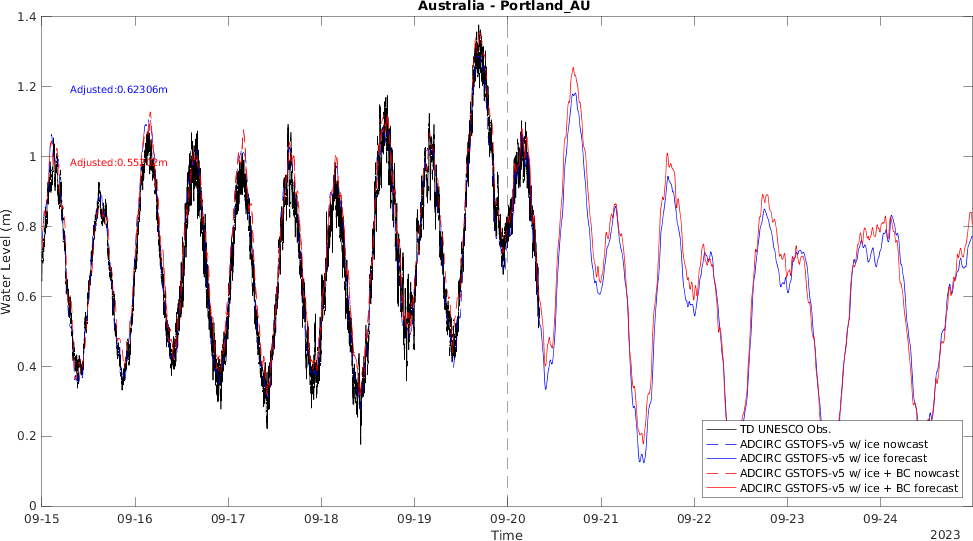 Australia - Portland_AU
1.4
1.2
1
0.8
0.6
0.4
0.2
0
Water Level (m)
Adjusted:0.62306m
TD UNESCO Obs.
ADCIRC GSTOFS-v5 w/ ice nowcast
ADCIRC GSTOFS-v5 w/ ice forecast
ADCIRC GSTOFS-v5 w/ ice + BC nowcast
ADCIRC GSTOFS-v5 w/ ice + BC forecast
09-15 09-16 09-17 09-18 09-19 09-20 09-21 09-22 09-23 09-24
Time
2023